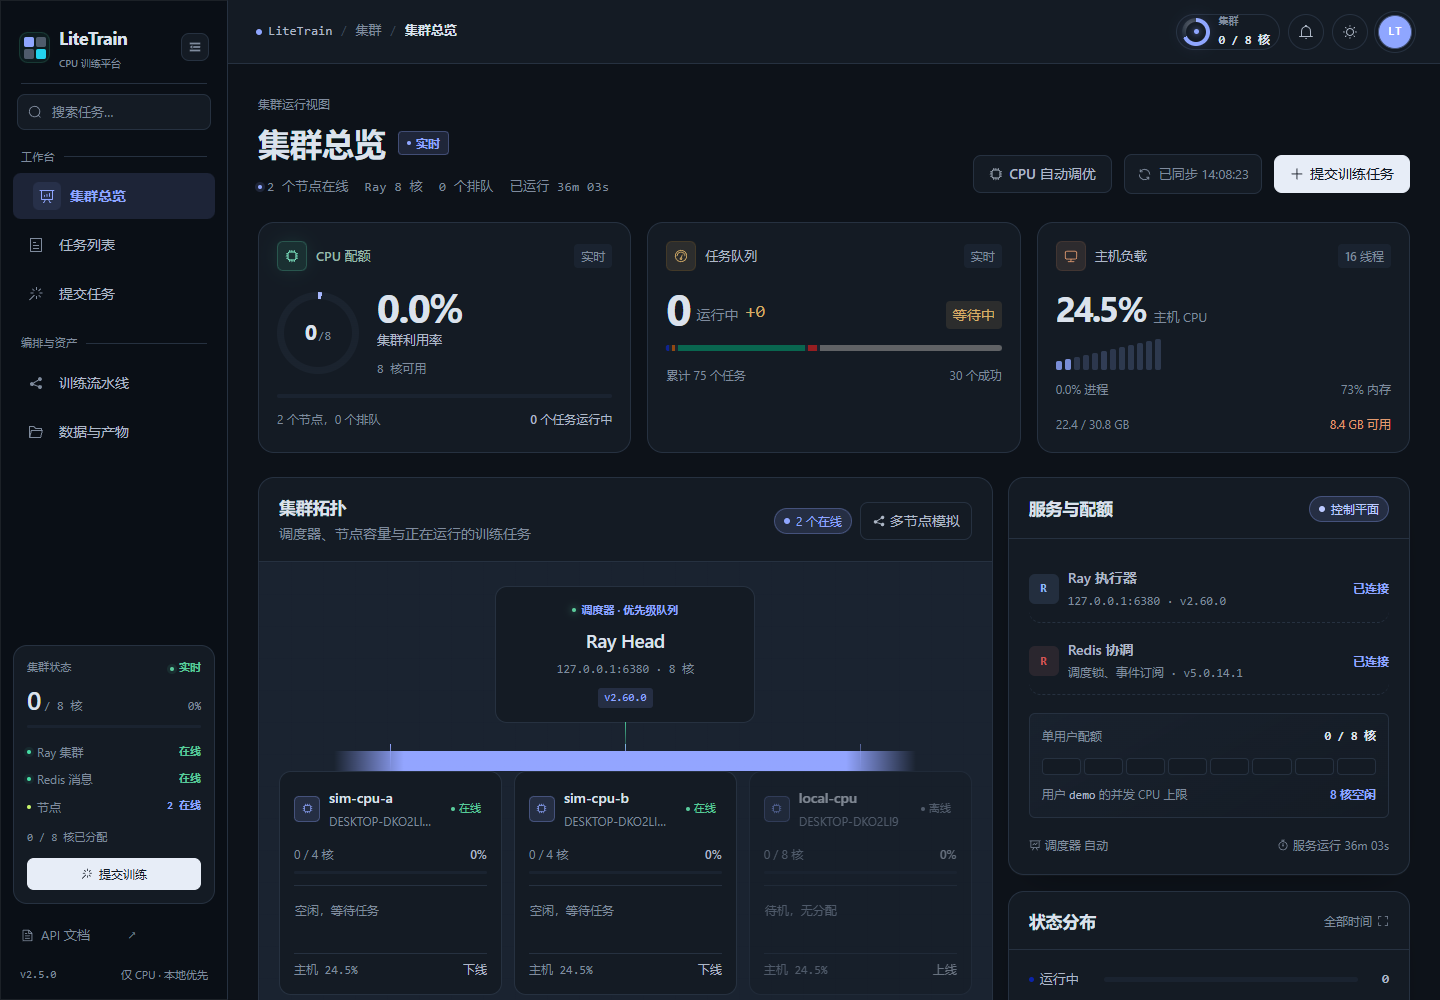 LiteTrain
CPU 训练平台
搜索任务...
工作台
集群总览
任务列表
提交任务
编排与资产
训练流水线
数据与产物
集群状态
实时
0 / 8 核
0%
Ray 集群
在线
Redis 消息
在线
节点
2 在线
0 / 8 核已分配
提交训练
API 文档 ↗
v2.5.0
仅 CPU · 本地优先
LiteTrain / 集群 / 集群总览
集群
0 / 8 核
LT
集群运行视图
集群总览
实时
2 个节点在线 Ray 8 核 0 个排队 已运行 36m 03s
CPU 自动调优
已同步 14:08:23
提交训练任务
CPU 配额
实时
0/8
0.0%
集群利用率
8 核可用
2 个节点，0 个排队
0 个任务运行中
任务队列
实时
0 运行中 +0
等待中
累计 75 个任务
30 个成功
主机负载
16 线程
24.5% 主机 CPU
0.0% 进程
73% 内存
22.4 / 30.8 GB
8.4 GB 可用
集群拓扑
调度器、节点容量与正在运行的训练任务
2 个在线
多节点模拟
调度器 · 优先级队列
Ray Head
127.0.0.1:6380 · 8 核
v2.60.0
sim-cpu-a
DESKTOP-DKO2LI...
在线
0 / 4 核
0%
空闲，等待任务
主机 24.5%
下线
sim-cpu-b
DESKTOP-DKO2LI...
在线
0 / 4 核
0%
空闲，等待任务
主机 24.5%
下线
local-cpu
DESKTOP-DKO2LI9
离线
0 / 8 核
0%
待机，无分配
主机 24.5%
上线
服务与配额
控制平面
R
Ray 执行器
127.0.0.1:6380 · v2.60.0
已连接
R
Redis 协调
调度锁、事件订阅 · v5.0.14.1
已连接
单用户配额
0 / 8 核
用户 demo 的并发 CPU 上限
8 核空闲
调度器 自动
服务运行 36m 03s
状态分布
全部时间
运行中
0